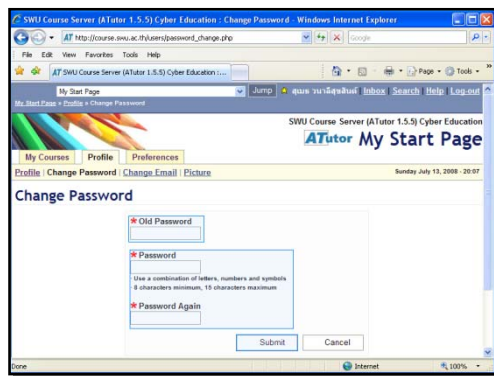 SWU Course Server (ATutor 1.5.5) Cyber Education : Change Password - Windows Internet Explorer
http://course.swu.ac.th/users/password_change.php
Google
File Edit View Favorites Tools Help
SWU Course Server (ATutor 1.5.5) Cyber Education :...
Page Tools
My Start Page Jump Inbox | Search | Help | Log-out
My Start Page » Profile » Change Password
SWU Course Server (ATutor 1.5.5) Cyber Education
ATutor My Start Page
My Courses Profile Preferences
Profile | Change Password | Change Email | Picture
Sunday July 13, 2008 - 20:07
Change Password
* Old Password
* Password
Use a combination of letters, numbers and symbols
8 characters minimum, 15 characters maximum
* Password Again
Submit Cancel
Done Internet 100%